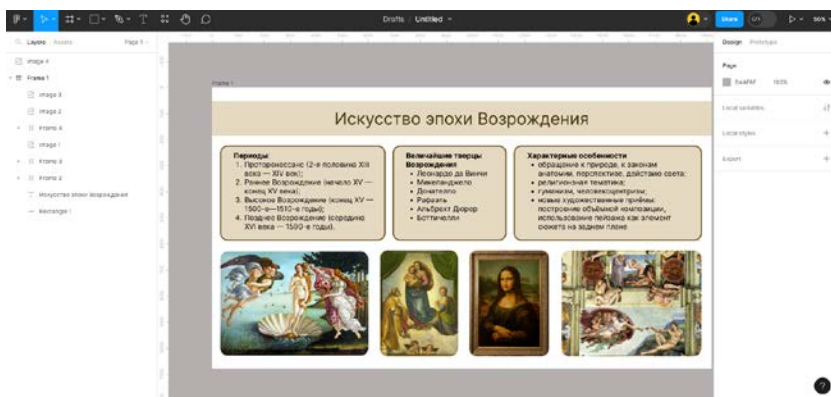 Drafts / Untitled
Share
50%
Layers Assets Page 1
Design Prototype
image 4
Frame 1
image 3
image 2
Frame 4
image 1
Frame 3
Frame 2
Искусство эпохи Возрождения
Rectangle 1
Page
100%
Local variables
Local styles
Export
Frame 1
Искусство эпохи Возрождения
Периоды:
1. Проторенессанс (2-я половина XIII
века — XIV век);
2. Раннее Возрождение (начало XV —
конец XV века);
3. Высокое Возрождение (конец XV —
1500-е—1510-е годы);
4. Позднее Возрождение (середина
XVI века — 1590-е годы).
Величайшие творцы
Возрождения
• Леонардо да Винчи
• Микеланджело
• Донателло
• Рафаэль
• Альбрехт Дюрер
• Боттичелли
Характерные особенности
• обращение к природе, к законам
анатомии, перспективе, действию света;
• религиозная тематика;
• гуманизм, человекоцентризм;
• новые художественные приёмы:
построение объёмной композиции,
использование пейзажа как элемент
сюжета на заднем плане
?